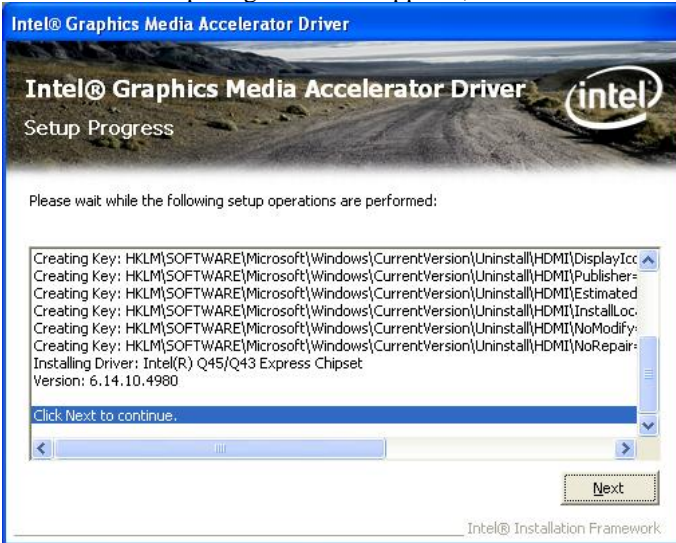 Intel® Graphics Media Accelerator Driver
Intel® Graphics Media Accelerator Driver
intel
Setup Progress
Please wait while the following setup operations are performed:
Creating Key: HKLM\SOFTWARE\Microsoft\Windows\CurrentVersion\Uninstall\HDMI\DisplayIcc
Creating Key: HKLM\SOFTWARE\Microsoft\Windows\CurrentVersion\Uninstall\HDMI\Publisher=
Creating Key: HKLM\SOFTWARE\Microsoft\Windows\CurrentVersion\Uninstall\HDMI\Estimated
Creating Key: HKLM\SOFTWARE\Microsoft\Windows\CurrentVersion\Uninstall\HDMI\InstallLoc
Creating Key: HKLM\SOFTWARE\Microsoft\Windows\CurrentVersion\Uninstall\HDMI\NoModify=
Creating Key: HKLM\SOFTWARE\Microsoft\Windows\CurrentVersion\Uninstall\HDMI\NoRepair=
Installing Driver: Intel(R) Q45/Q43 Express Chipset
Version: 6.14.10.4980
Click Next to continue.
Next
Intel® Installation Framework